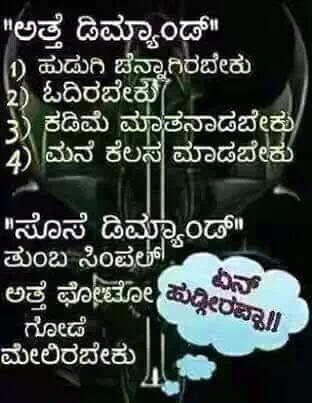 "ಅತ್ತೆ ಡಿಮ್ಯಾಂಡ್"
1) ಹುಡುಗಿ ಚೆನ್ನಾಗಿರಬೇಕು
2) ಓದಿರಬೇಕು
3) ಕಡಿಮೆ ಮಾತನಾಡಬೇಕು
4) ಮನೆ ಕೆಲಸ ಮಾಡಬೇಕು
"ಸೊಸೆ ಡಿಮ್ಯಾಂಡ್"
ತುಂಬ ಸಿಂಪಲ್
ಅತ್ತೆ ಫೋಟೋ
ಗೋಡೆ
ಮೇಲಿರಬೇಕು
ಏನ್
ಹುಡ್ಗೀರಪ್ಪಾ!!